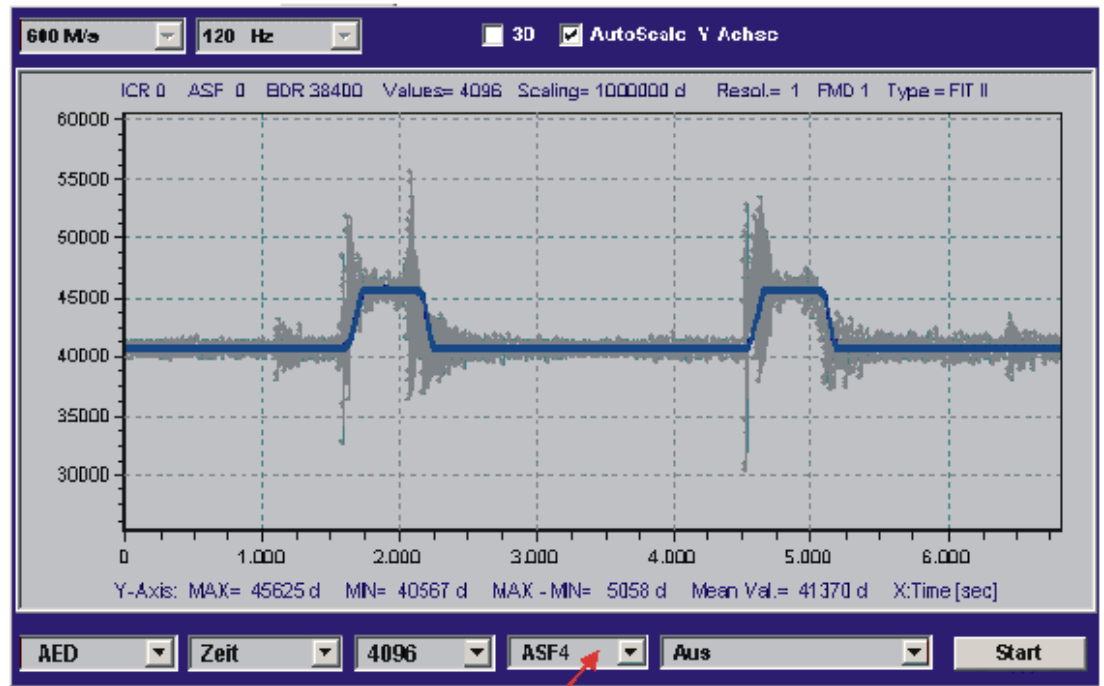 600 M/s 120 Hz 3D AutoScale Y Achse
ICR 0 ASF 0 BDR 38400 Values= 4096 Scaling= 1000000 d Resol.= 1 FMD 1 Type = FIT II
60000
55000
50000
45000
40000
35000
30000
0 1.000 2.000 3.000 4.000 5.000 6.000
Y-Axis: MAX= 45625 d MIN= 40567 d MAX - MIN= 5058 d Mean Val.= 41370 d X:Time [sec]
AED Zeit 4096 ASF4 Aus Start